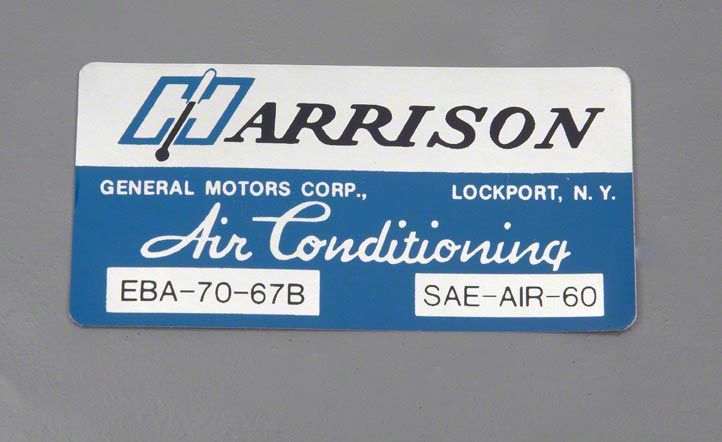 HARRISON
GENERAL MOTORS CORP., LOCKPORT, N. Y.
Air Conditioning
EBA-70-67B SAE-AIR-60